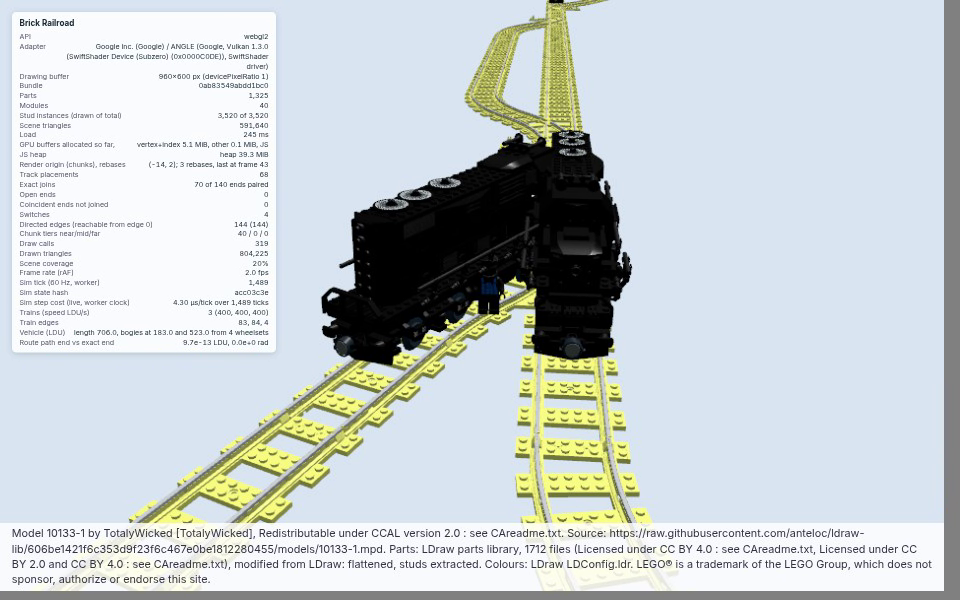 Brick Railroad
API webgl2
Adapter Google Inc. (Google) / ANGLE (Google, Vulkan 1.3.0
(SwiftShader Device (Subzero) (0x0000C0DE)), SwiftShader
driver)
Drawing buffer 960×600 px (devicePixelRatio 1)
Bundle 0ab83549abdd1bc0
Parts 1,325
Modules 40
Stud instances (drawn of total) 3,520 of 3,520
Scene triangles 591,640
Load 245 ms
GPU buffers allocated so far, vertex+index 5.1 MiB, other 0.1 MiB, JS
JS heap heap 39.3 MiB
Render origin (chunks), rebases (−14, 2); 3 rebases, last at frame 43
Track placements 68
Exact joins 70 of 140 ends paired
Open ends 0
Coincident ends not joined 0
Switches 4
Directed edges (reachable from edge 0) 144 (144)
Chunk tiers near/mid/far 40 / 0 / 0
Draw calls 319
Drawn triangles 804,225
Scene coverage 20%
Frame rate (rAF) 2.0 fps
Sim tick (60 Hz, worker) 1,489
Sim state hash acc03c3e
Sim step cost (live, worker clock) 4.30 µs/tick over 1,489 ticks
Trains (speed LDU/s) 3 (400, 400, 400)
Train edges 83, 84, 4
Vehicle (LDU) length 706.0, bogies at 183.0 and 523.0 from 4 wheelsets
Route path end vs exact end 9.7e-13 LDU, 0.0e+0 rad
Model 10133-1 by TotalyWicked [TotalyWicked], Redistributable under CCAL version 2.0 : see CAreadme.txt. Source: https://raw.githubusercontent.com/anteloc/ldraw-
lib/606be1421f6c353d9f23f6c467e0be1812280455/models/10133-1.mpd. Parts: LDraw parts library, 1712 files (Licensed under CC BY 4.0 : see CAreadme.txt, Licensed under CC
BY 2.0 and CC BY 4.0 : see CAreadme.txt), modified from LDraw: flattened, studs extracted. Colours: LDraw LDConfig.ldr. LEGO® is a trademark of the LEGO Group, which does not
sponsor, authorize or endorse this site.